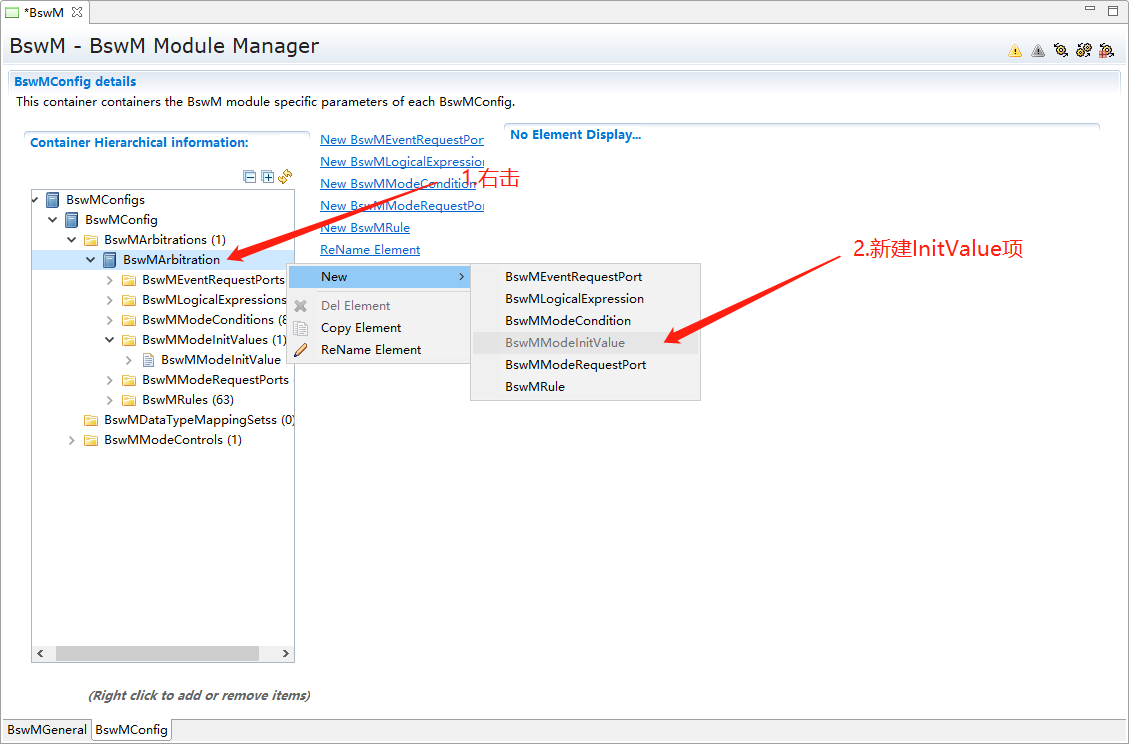 *BswM
BswM - BswM Module Manager
BswMConfig details
This container containers the BswM module specific parameters of each BswMConfig.
Container Hierarchical information:
BswMConfigs
BswMConfig
BswMArbitrations (1)
BswMArbitration
BswMEventRequestPorts
BswMLogicalExpressions
BswMModeConditions (8
BswMModeInitValues (1)
BswMModeInitValue
BswMModeRequestPorts
BswMRules (63)
BswMDataTypeMappingSetss (0)
BswMModeControls (1)
(Right click to add or remove items)
New BswMEventRequestPor
New BswMLogicalExpression
New BswMModeCondition
New BswMModeRequestPor
New BswMRule
ReName Element
No Element Display...
1.右击
2.新建InitValue项
New
Del Element
Copy Element
ReName Element
BswMEventRequestPort
BswMLogicalExpression
BswMModeCondition
BswMModeInitValue
BswMModeRequestPort
BswMRule
BswMGeneral
BswMConfig